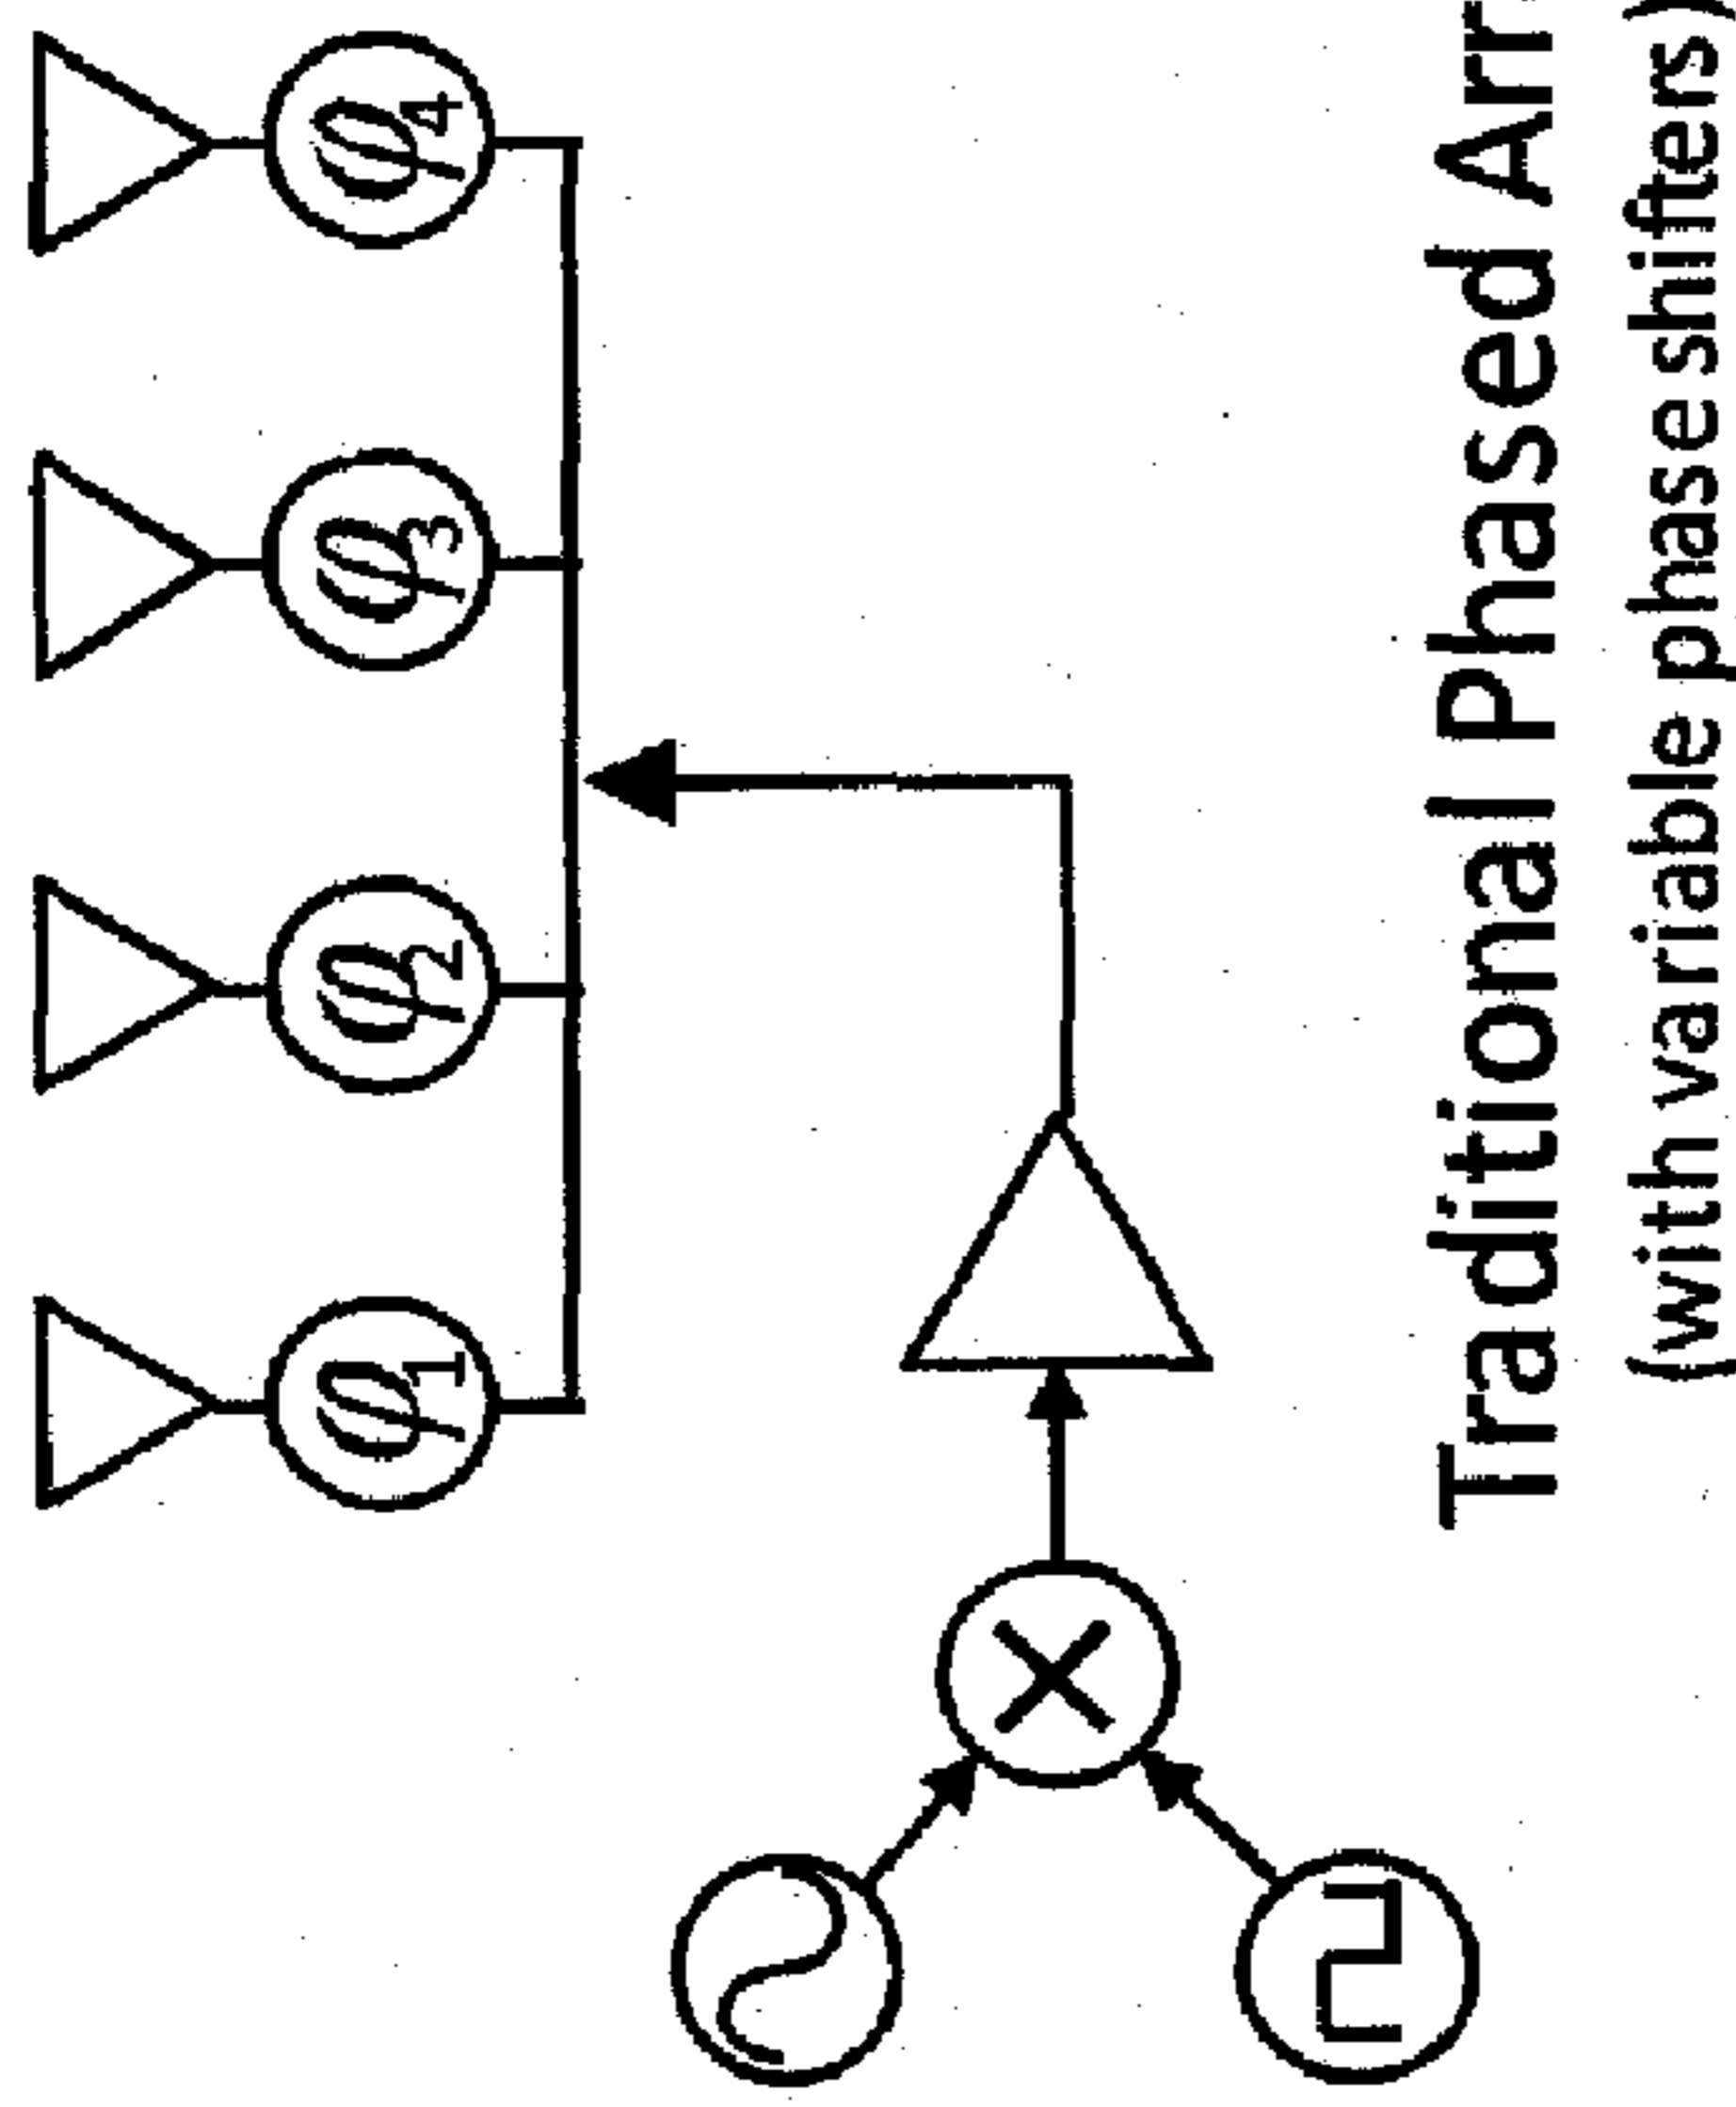 φ1 φ2 φ3 φ4
Traditional Phased Arr
(with variable phase shifters)